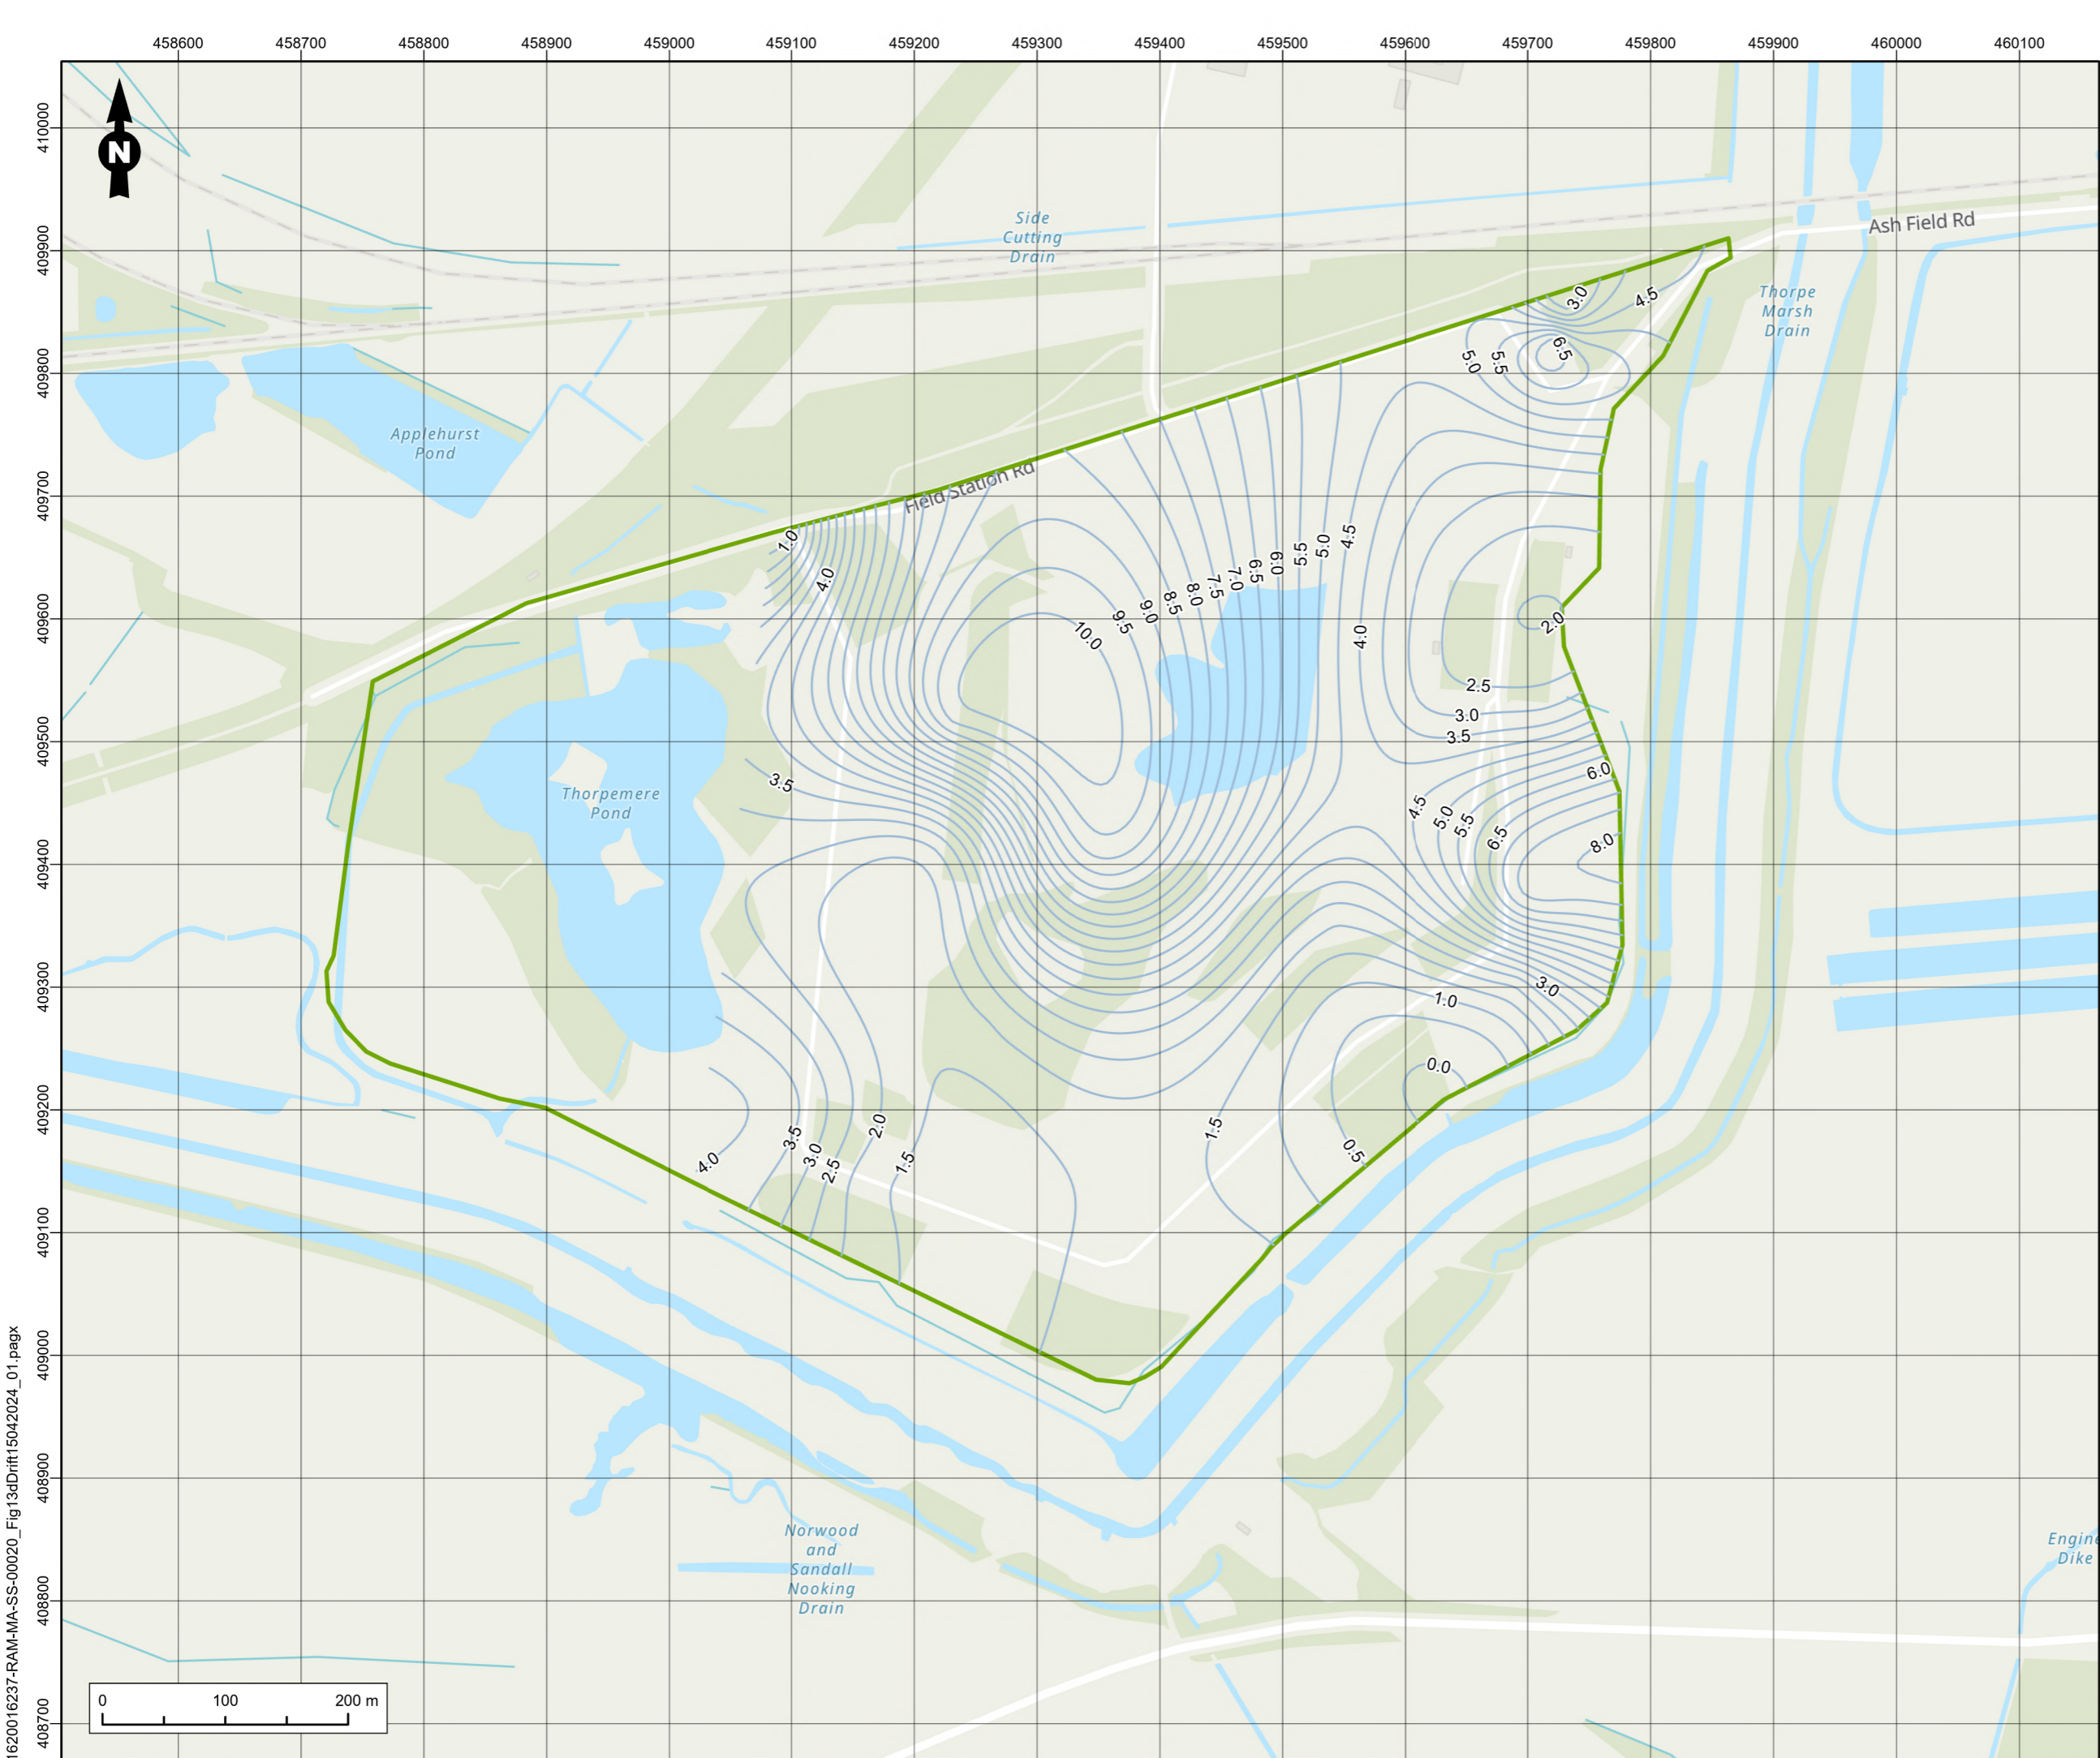 458600 458700 458800 458900 459000 459100 459200 459300 459400 459500 459600 459700 459800 459900 460000 460100
410000
409900
409800
409700
409600
409500
409400
409300
409200
409100
409000
408900
408800
408700
N
Side
Cutting
Drain
Ash Field Rd
Thorpe
Marsh
Drain
3.0
4.5
5.0
5.5
6.5
Applehurst
Pond
Field Station Rd
1.0
4.0
10.0
9.5
9.0
8.5
8.0
7.5
7.0
6.5
6.0
5.5
5.0
4.5
4.0
2.0
2.5
3.0
3.5
Thorpemere
Pond
3.5
6.0
4.5
5.0
5.5
6.5
8.0
3.0
1.0
0.0
0.5
1.5
4.0
3.5
3.0
2.5
2.0
1.5
Norwood
and
Sandall
Nooking
Drain
Engine
Dike
0 100 200 m
1620016237-RAM-MA-SS-00020_Fig13dDrift15042024_01.pagx